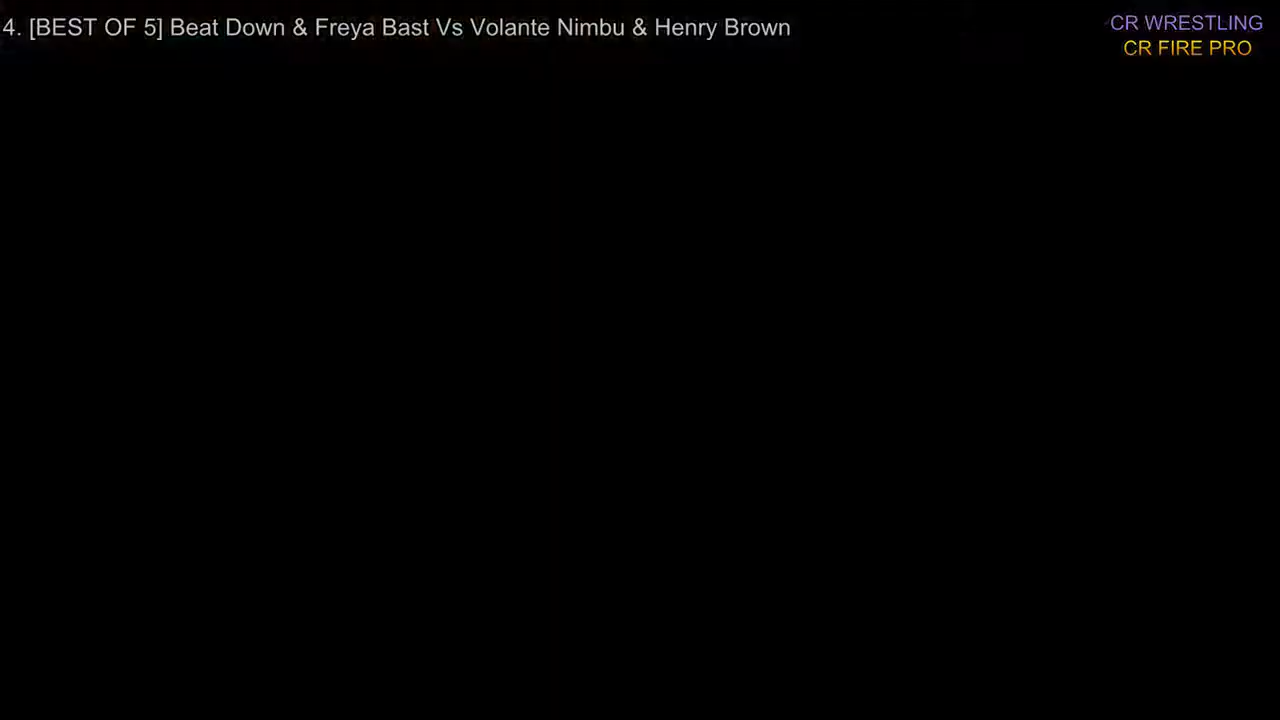 4. [BEST OF 5] Beat Down & Freya Bast Vs Volante Nimbu & Henry Brown
CR WRESTLING
CR FIRE PRO